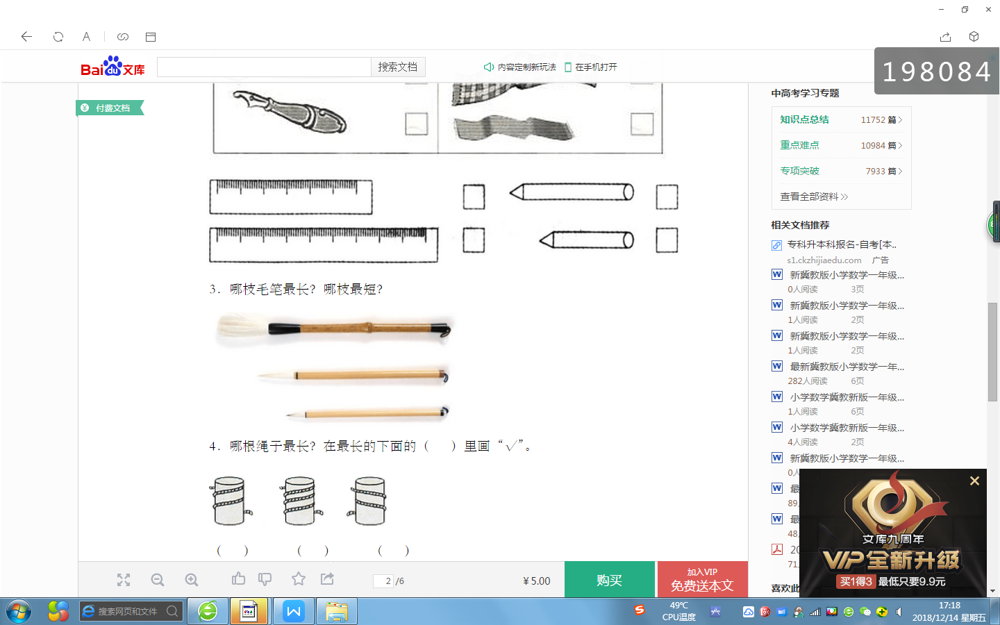 A
198084
Bai du 文库
搜索文档
内容定制新玩法
在手机打开
付费文档
3. 哪枝毛笔最长？哪枝最短？
4. 哪根绳子最长？在最长的下面的（ ）里画“√”。
（ ） （ ） （ ）
中高考学习专题
知识点总结 11752 篇
重点难点 10984 篇
专项突破 7933 篇
查看全部资料
相关文档推荐
专科升本科报名-自考[本..
s1.ckzhijiaedu.com 广告
新冀教版小学数学一年级...
0人阅读 3页
新冀教版小学数学一年级...
1人阅读 2页
新冀教版小学数学一年级...
1人阅读 2页
最新冀教版小学数学一年...
282人阅读 6页
小学数学冀教新版一年级...
1人阅读 6页
小学数学冀教新版一年级...
4人阅读 2页
新冀教版小学数学一年级...
0人
最
89
最
48
20
71
喜欢此
文库九周年
VIP全新升级
买1得3 最低只要9.9元
2 /6
¥5.00
购买
加入VIP
免费送本文
搜索网页和文件
49℃
CPU温度
17:18
2018/12/14 星期五